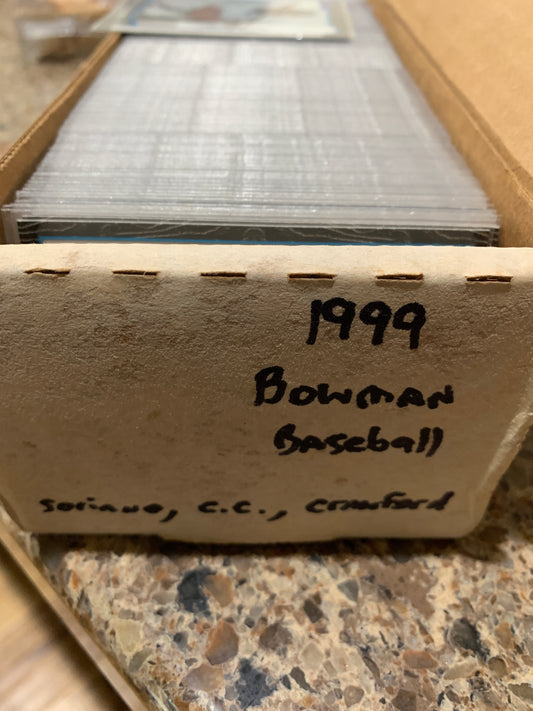 1999
Bowman
Baseball
Soriano, C.C., Crawford